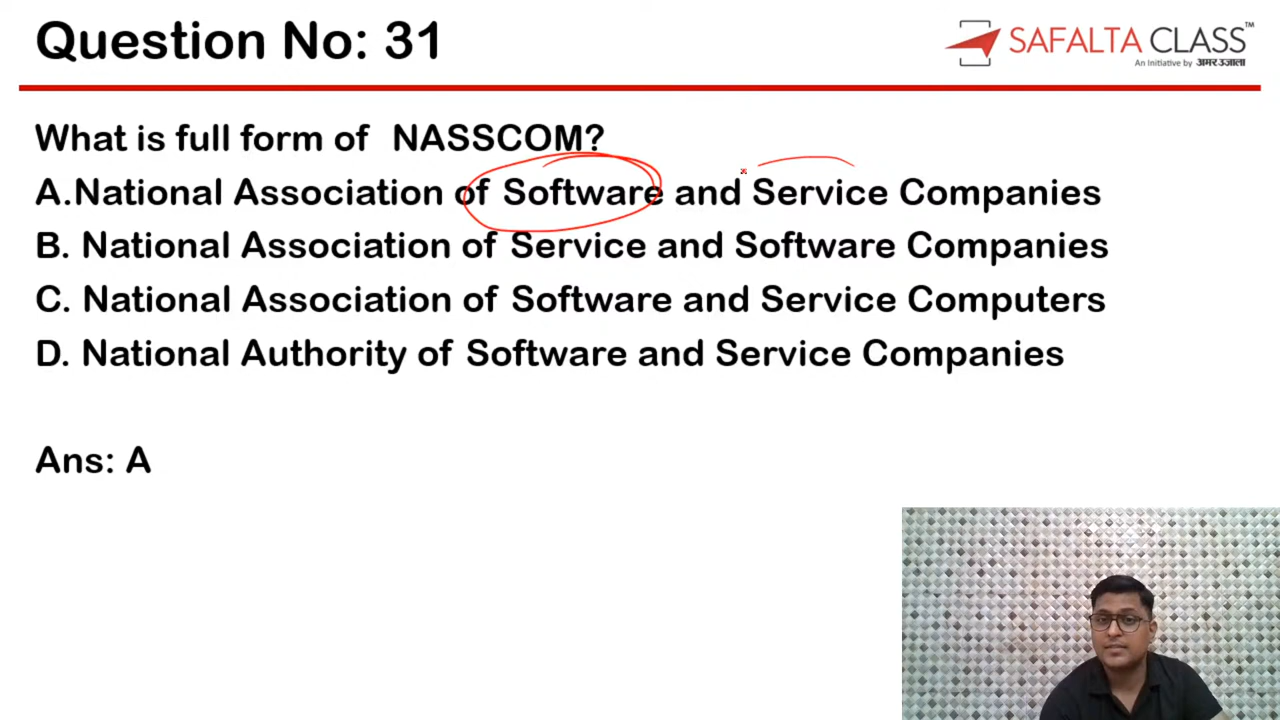 Question No: 31
SAFALTA CLASS™
An Initiative by अमर उजाला
What is full form of NASSCOM?
A.National Association of Software and Service Companies
B. National Association of Service and Software Companies
C. National Association of Software and Service Computers
D. National Authority of Software and Service Companies
Ans: A